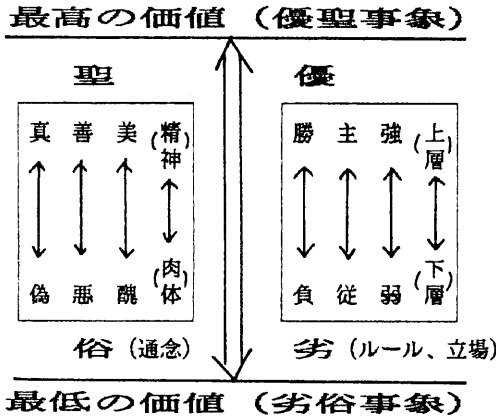 最高の価値（優聖事象）
聖 優
真 善 美 (精神) 勝 主 強 (上層)
偽 悪 醜 (肉体) 負 従 弱 (下層)
俗（通念） 劣（ルール、立場）
最低の価値（劣俗事象）